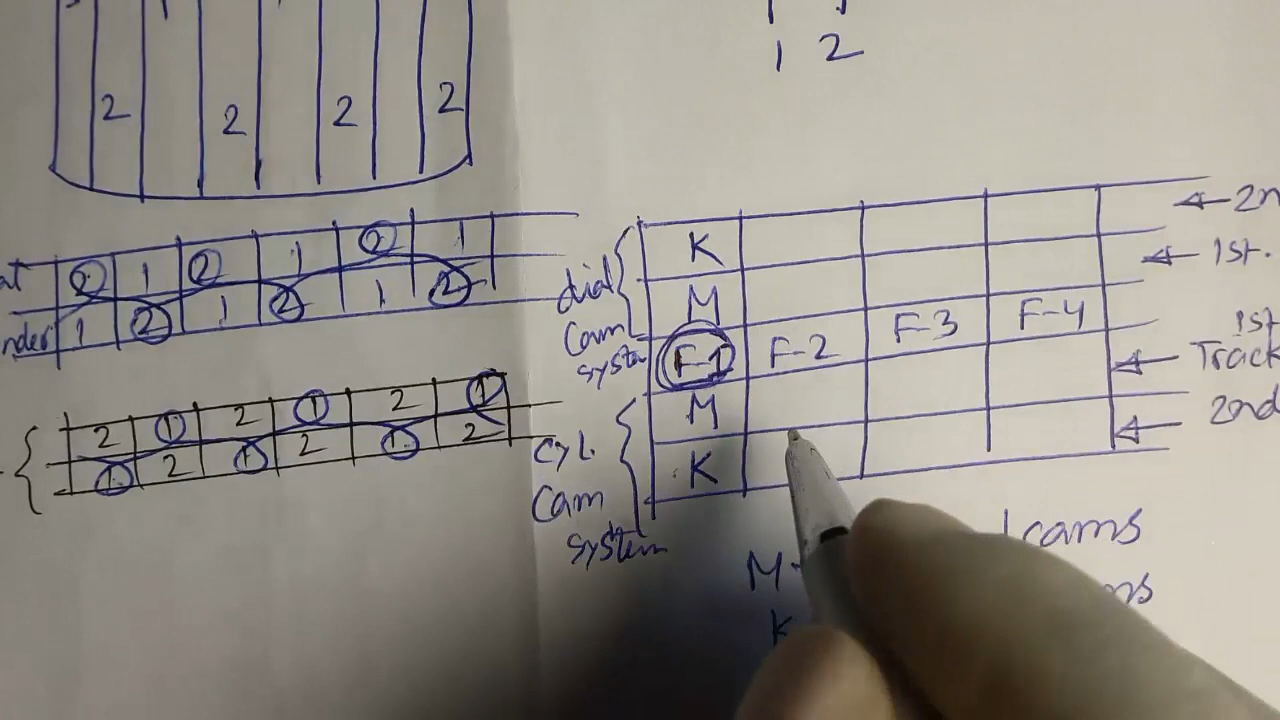 1 2
2 2 2 2
2 1 2 1 2 1
1 2 1 2 1 2
2 1 2 1 2 1
1 2 1 2 1 2
dial
Cam
system
K
M
F-1 F-2 F-3 F-4
M
K
cyl.
Cam
system
1st.
1st
Track
2nd
cams
M
K